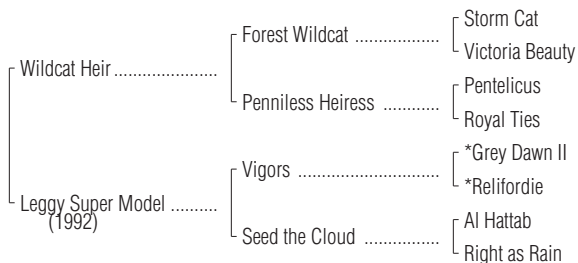 Storm Cat
Forest Wildcat ..................
Victoria Beauty
Wildcat Heir ......................
Pentelicus
Penniless Heiress ............
Royal Ties
*Grey Dawn II
Vigors ..............................
*Relifordie
Leggy Super Model ..........
(1992)
Al Hattab
Seed the Cloud ................
Right as Rain